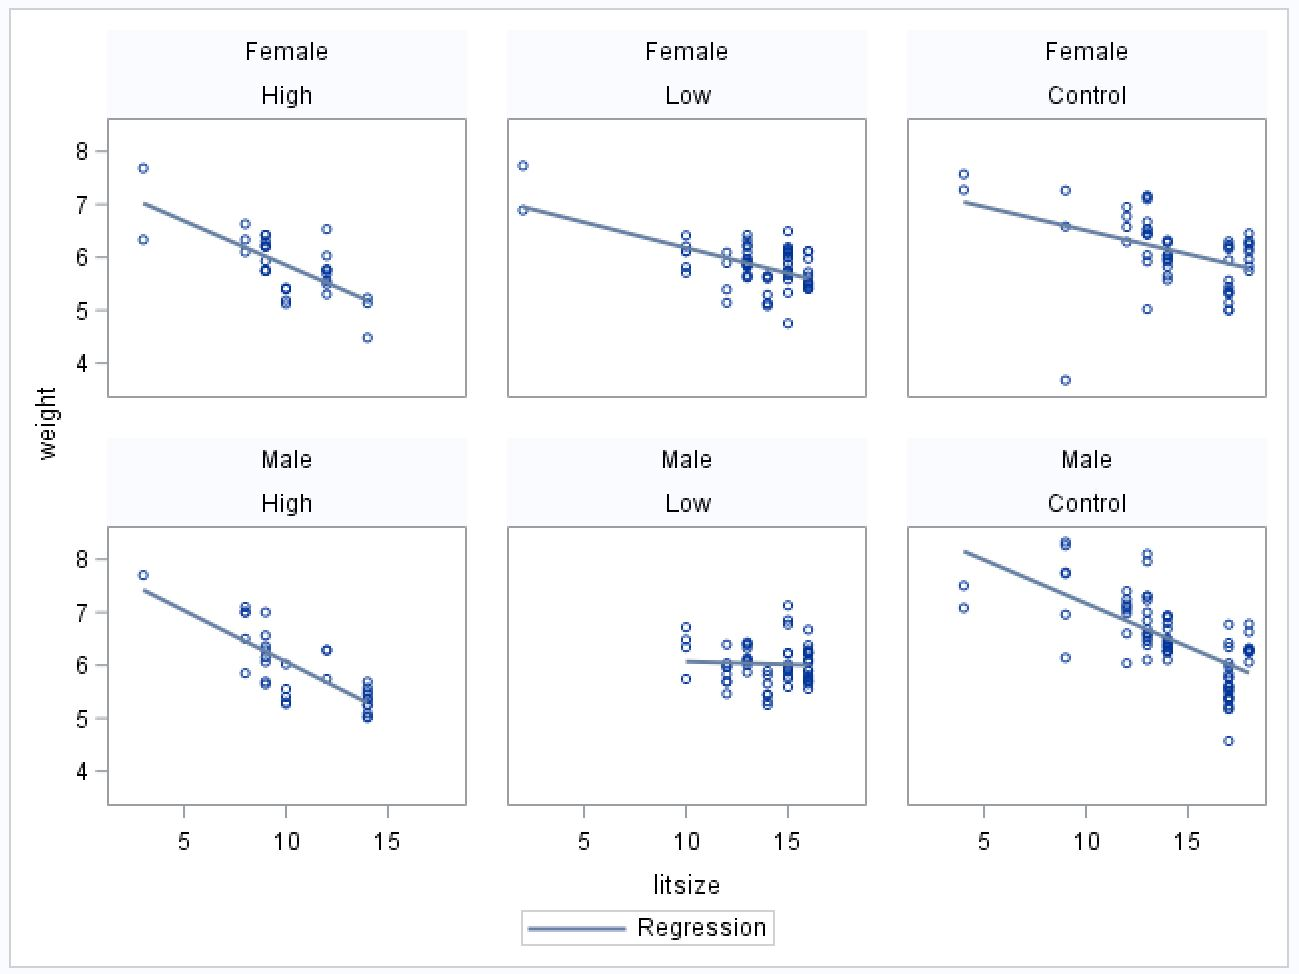 Female Female Female
High Low Control
8
7
6
5
4
weight
Male Male Male
High Low Control
8
7
6
5
4
5 10 15 5 10 15 5 10 15
litsize
Regression